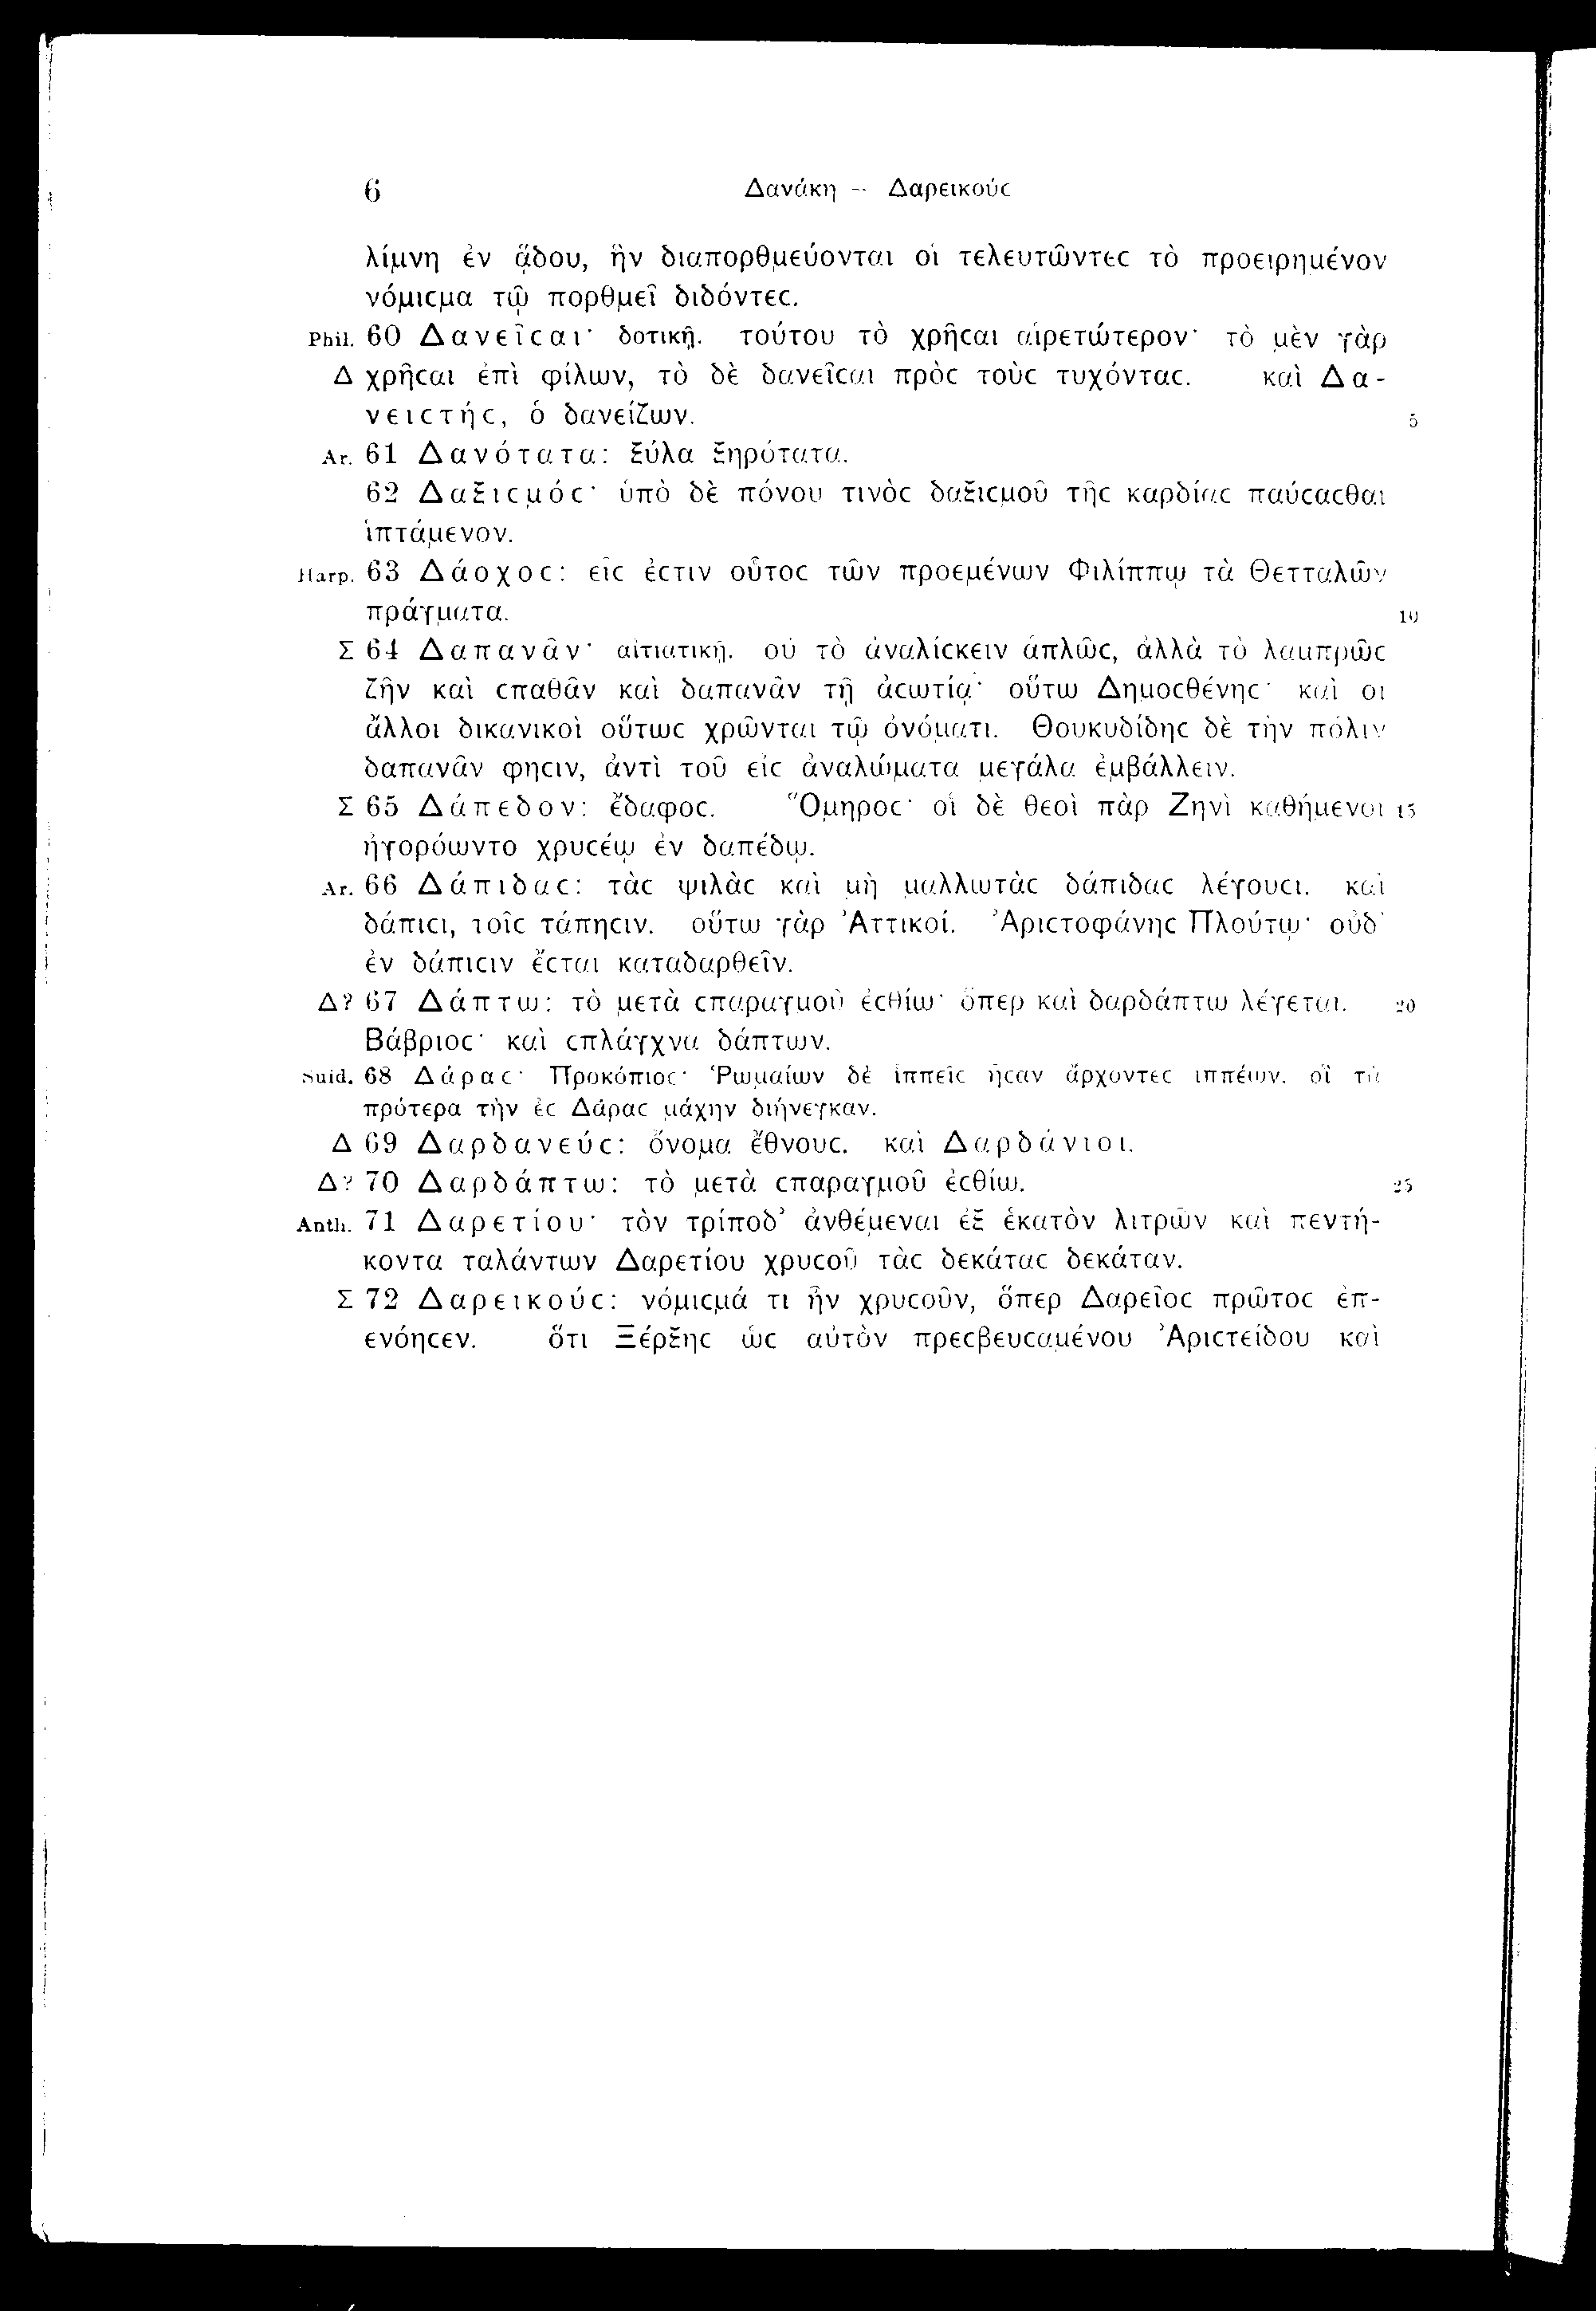 6 Δανάκη – Δαρεικούϲ
λίμνη ἐν ᾅδου, ἣν διαπορθμεύονται οἱ τελευτῶντεϲ τὸ προειρημένον
νόμιϲμα τῷ πορθμεῖ διδόντεϲ.
Phil. 60 Δανεῖϲαι· δοτικῇ. τούτου τὸ χρῆϲαι αἱρετώτερον· τὸ μὲν γὰρ
Δ χρῆϲαι ἐπὶ φίλων, τὸ δὲ δανεῖϲαι πρὸϲ τοὺϲ τυχόνταϲ. καὶ Δα-
νειϲτήϲ, ὁ δανείζων. 5
Ar. 61 Δανότατα: ξύλα ξηρότατα.
62 Δαξιϲμόϲ· ὑπὸ δὲ πόνου τινὸϲ δαξιϲμοῦ τῆϲ καρδίαϲ παύϲαϲθαι
ἱπτάμενον.
Harp. 63 Δάοχοϲ: εἷϲ ἐϲτιν οὗτοϲ τῶν προεμένων Φιλίππῳ τὰ Θετταλῶν
πράγματα. 10
Σ 64 Δαπανᾶν· αἰτιατικῇ. οὐ τὸ ἀναλίϲκειν ἁπλῶϲ, ἀλλὰ τὸ λαμπρῶϲ
ζῆν καὶ ϲπαθᾶν καὶ δαπανᾶν τῇ ἀϲωτίᾳ· οὕτω Δημοϲθένηϲ· καὶ οἱ
ἄλλοι δικανικοὶ οὕτωϲ χρῶνται τῷ ὀνόματι. Θουκυδίδηϲ δὲ τὴν πόλιν
δαπανᾶν φηϲιν, ἀντὶ τοῦ εἰϲ ἀναλώματα μεγάλα ἐμβάλλειν.
Σ 65 Δάπεδον: ἔδαφοϲ. Ὅμηροϲ· οἱ δὲ θεοὶ πὰρ Ζηνὶ καθήμενοι 15
ἠγορόωντο χρυϲέῳ ἐν δαπέδῳ.
Ar. 66 Δάπιδαϲ: τὰϲ ψιλὰϲ καὶ μὴ μαλλωτὰϲ δάπιδαϲ λέγουϲι. καὶ
δάπιϲι, τοῖϲ τάπηϲιν. οὕτω γὰρ Ἀττικοί. Ἀριϲτοφάνηϲ Πλούτῳ· οὐδ’
ἐν δάπιϲιν ἔϲται καταδαρθεῖν.
Δ? 67 Δάπτω: τὸ μετὰ ϲπαραγμοῦ ἐϲθίω· ὅπερ καὶ δαρδάπτω λέγεται. 20
Βάβριοϲ· καὶ ϲπλάγχνα δάπτων.
Suid. 68 Δάραϲ· Προκόπιοϲ· Ῥωμαίων δὲ ἱππεῖϲ ἦϲαν ἄρχοντεϲ ἱππέων, οἳ τὰ
πρότερα τὴν ἐϲ Δάραϲ μάχην διήνεγκαν.
Δ 69 Δαρδανεύϲ: ὄνομα ἔθνουϲ. καὶ Δαρδάνιοι.
Δ? 70 Δαρδάπτω: τὸ μετὰ ϲπαραγμοῦ ἐϲθίω. 25
Anth. 71 Δαρετίου· τὸν τρίποδ’ ἀνθέμεναι ἐξ ἑκατὸν λιτρῶν καὶ πεντή-
κοντα ταλάντων Δαρετίου χρυϲοῦ τὰϲ δεκάταϲ δεκάταν.
Σ 72 Δαρεικούϲ: νόμιϲμά τι ἦν χρυϲοῦν, ὅπερ Δαρεῖοϲ πρῶτοϲ ἐπ-
ενόηϲεν. ὅτι Ξέρξηϲ ὡϲ αὐτὸν πρεϲβευϲαμένου Ἀριϲτείδου καὶ